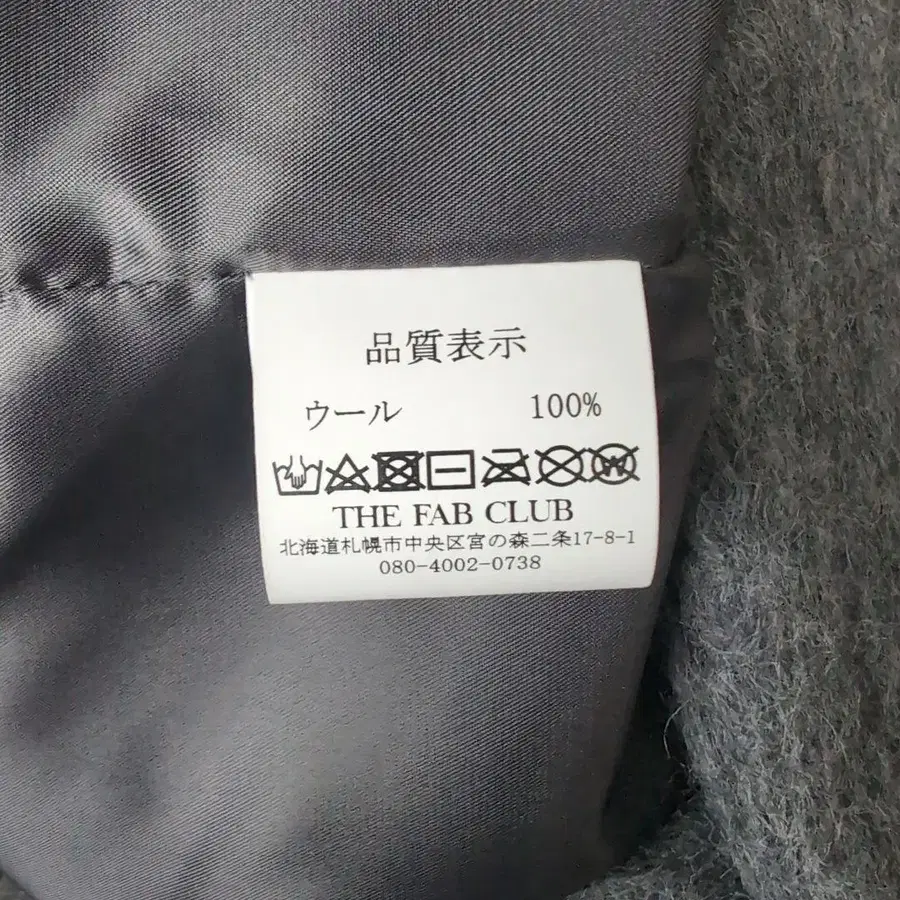 品質表示
ウール 100%
THE FAB CLUB
北海道札幌市中央区宮の森二条17-8-1
080-4002-0738